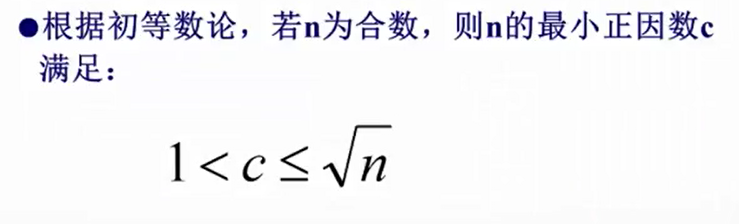 ●根据初等数论，若n为合数，则n的最小正因数c
满足：
1 < c ≤ √n